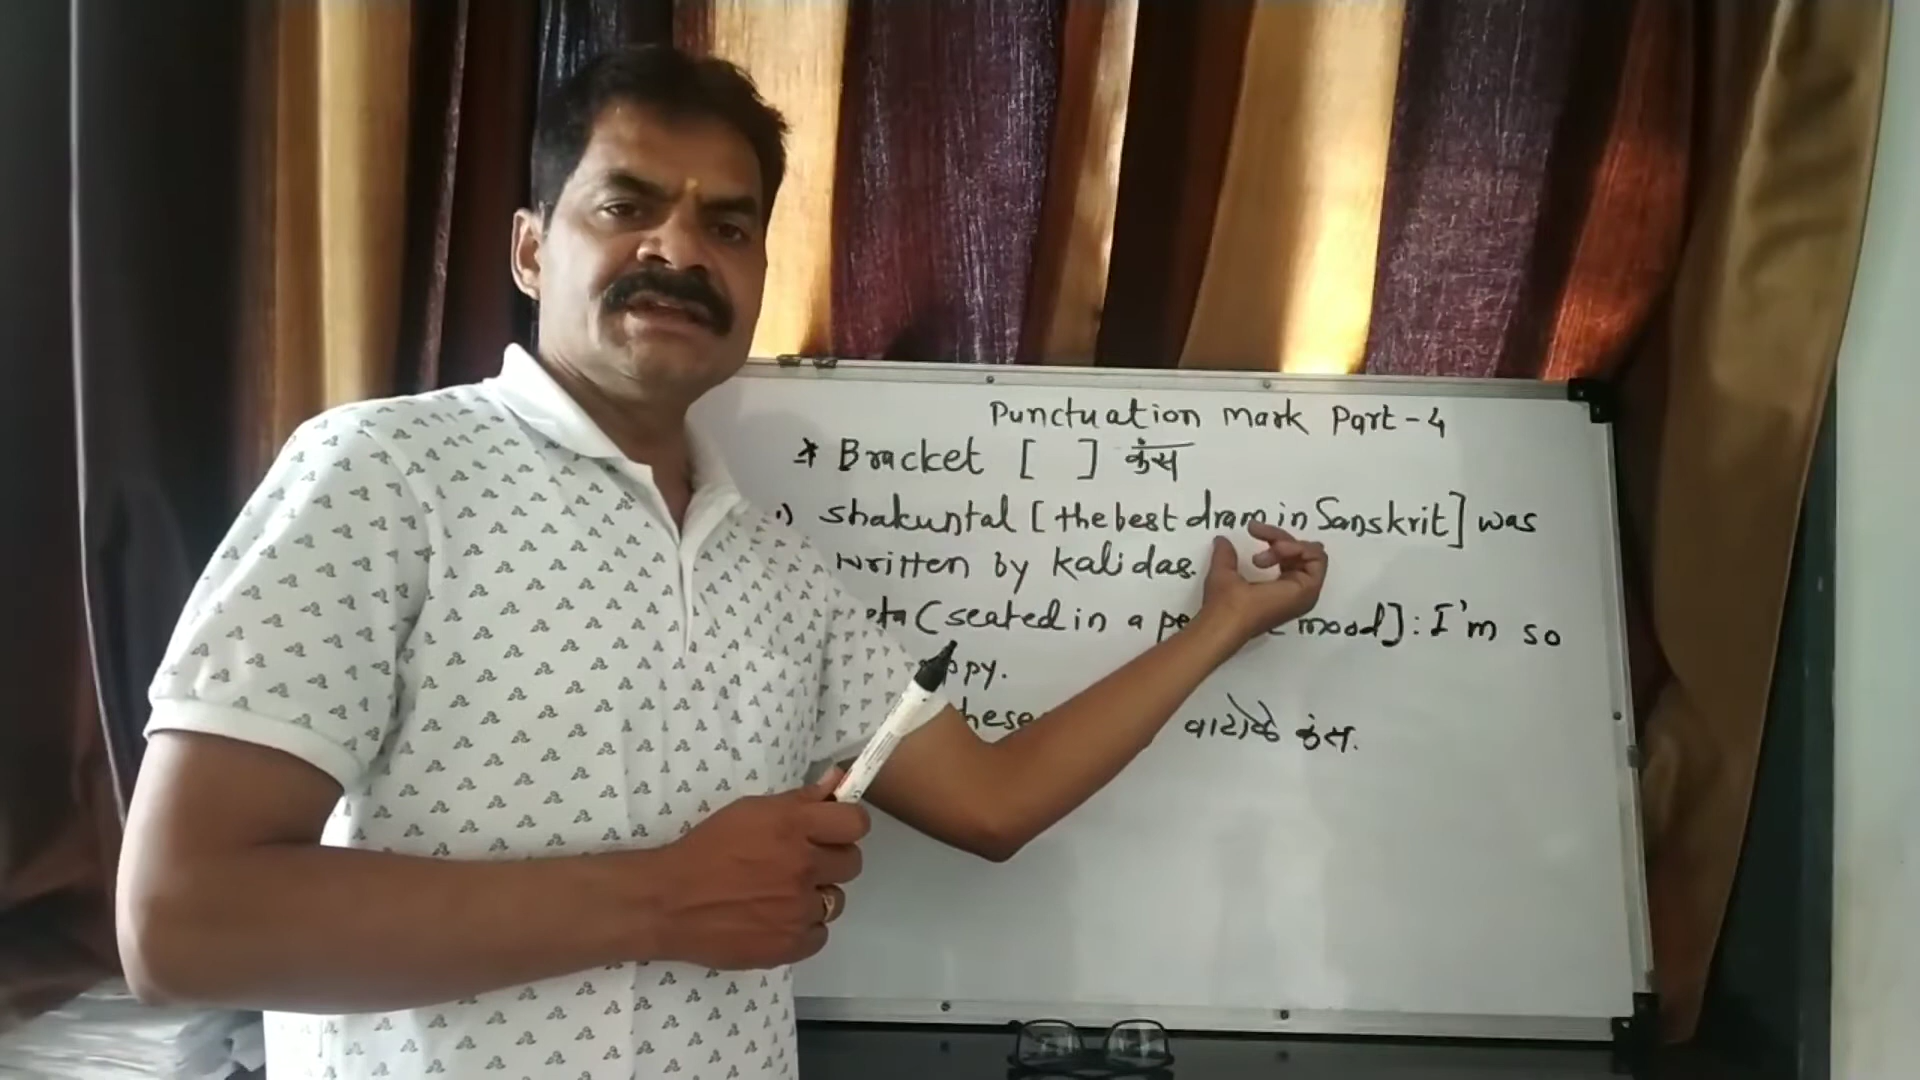 Punctuation Mark Part-4
* Bracket [ ] कंस
1) Shakuntal [the best dram in Sanskrit] was
written by Kalidas.
(seated in a mood]: I'm so
ppy.
hese वाटोळे कंस.